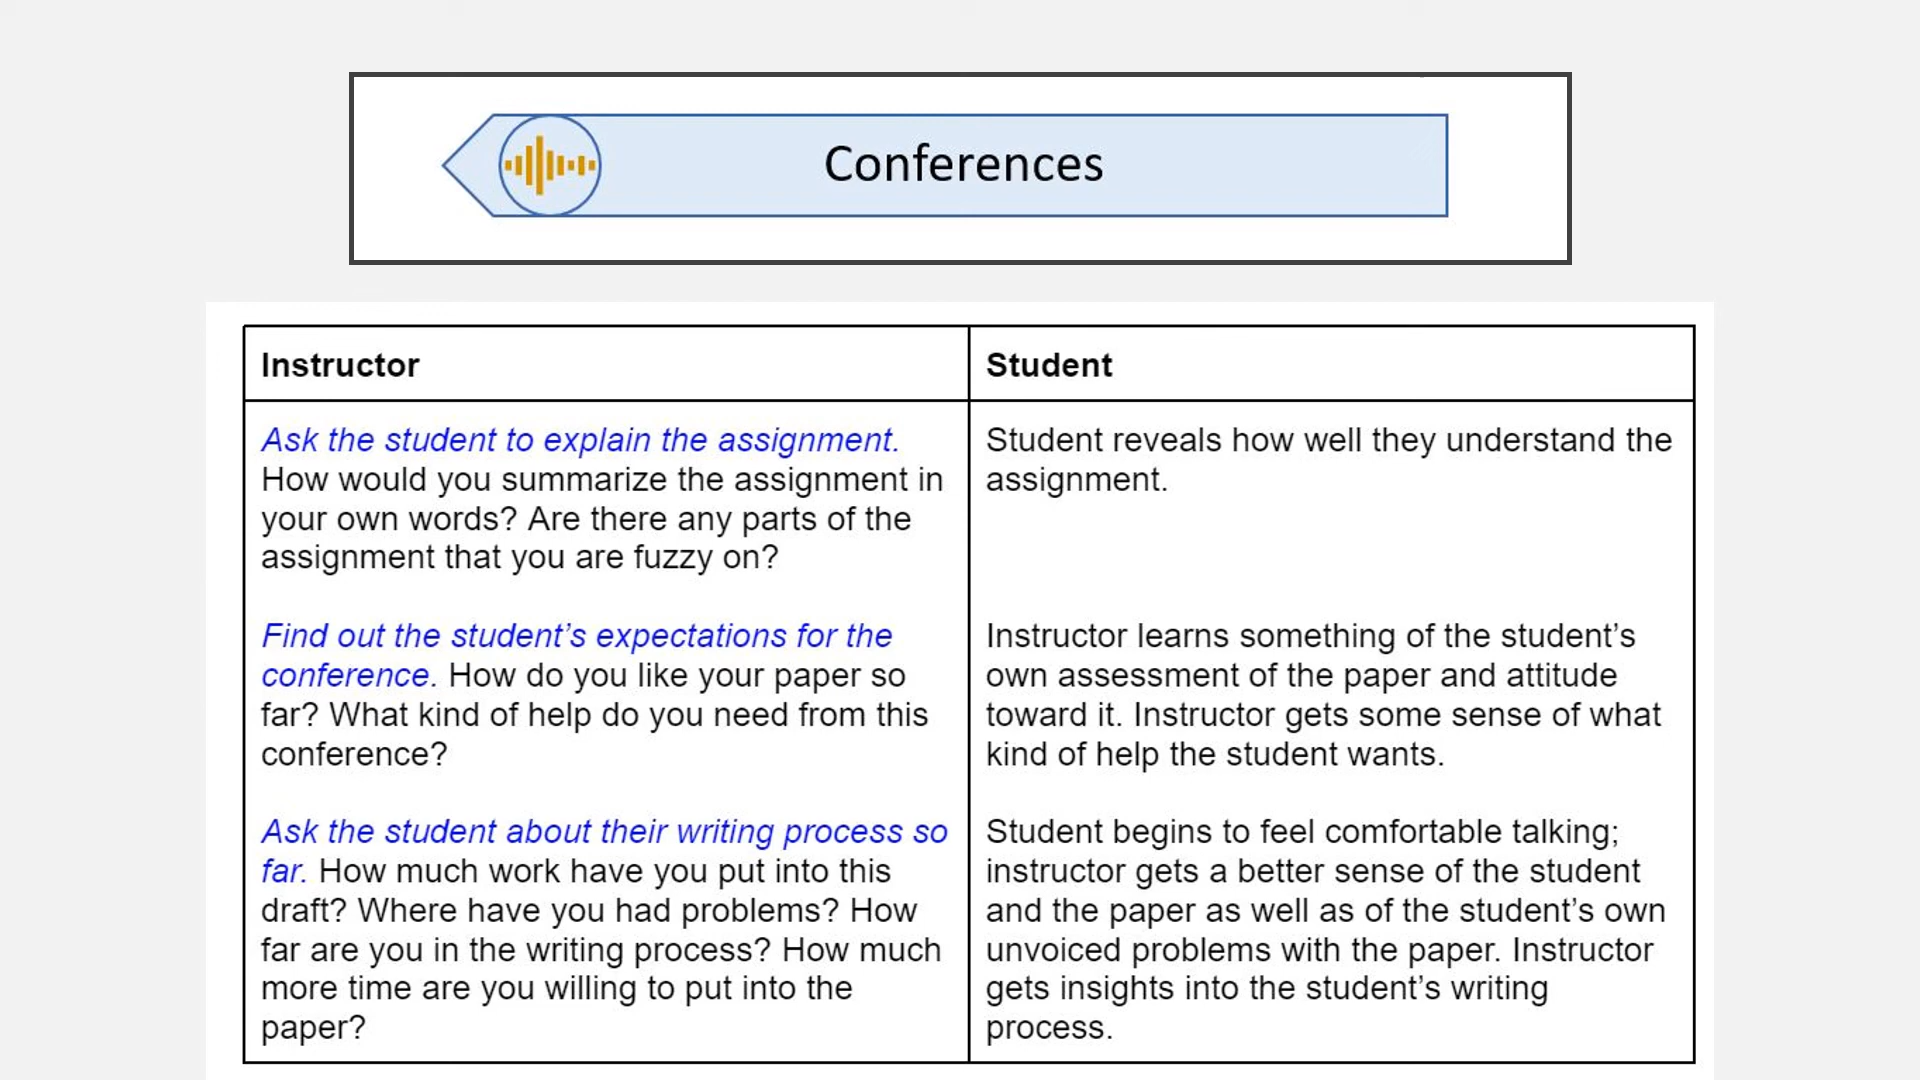 Conferences
Instructor
Student
Ask the student to explain the assignment.
How would you summarize the assignment in
your own words? Are there any parts of the
assignment that you are fuzzy on?
Student reveals how well they understand the
assignment.
Find out the student’s expectations for the
conference. How do you like your paper so
far? What kind of help do you need from this
conference?
Instructor learns something of the student’s
own assessment of the paper and attitude
toward it. Instructor gets some sense of what
kind of help the student wants.
Ask the student about their writing process so
far. How much work have you put into this
draft? Where have you had problems? How
far are you in the writing process? How much
more time are you willing to put into the
paper?
Student begins to feel comfortable talking;
instructor gets a better sense of the student
and the paper as well as of the student’s own
unvoiced problems with the paper. Instructor
gets insights into the student’s writing
process.